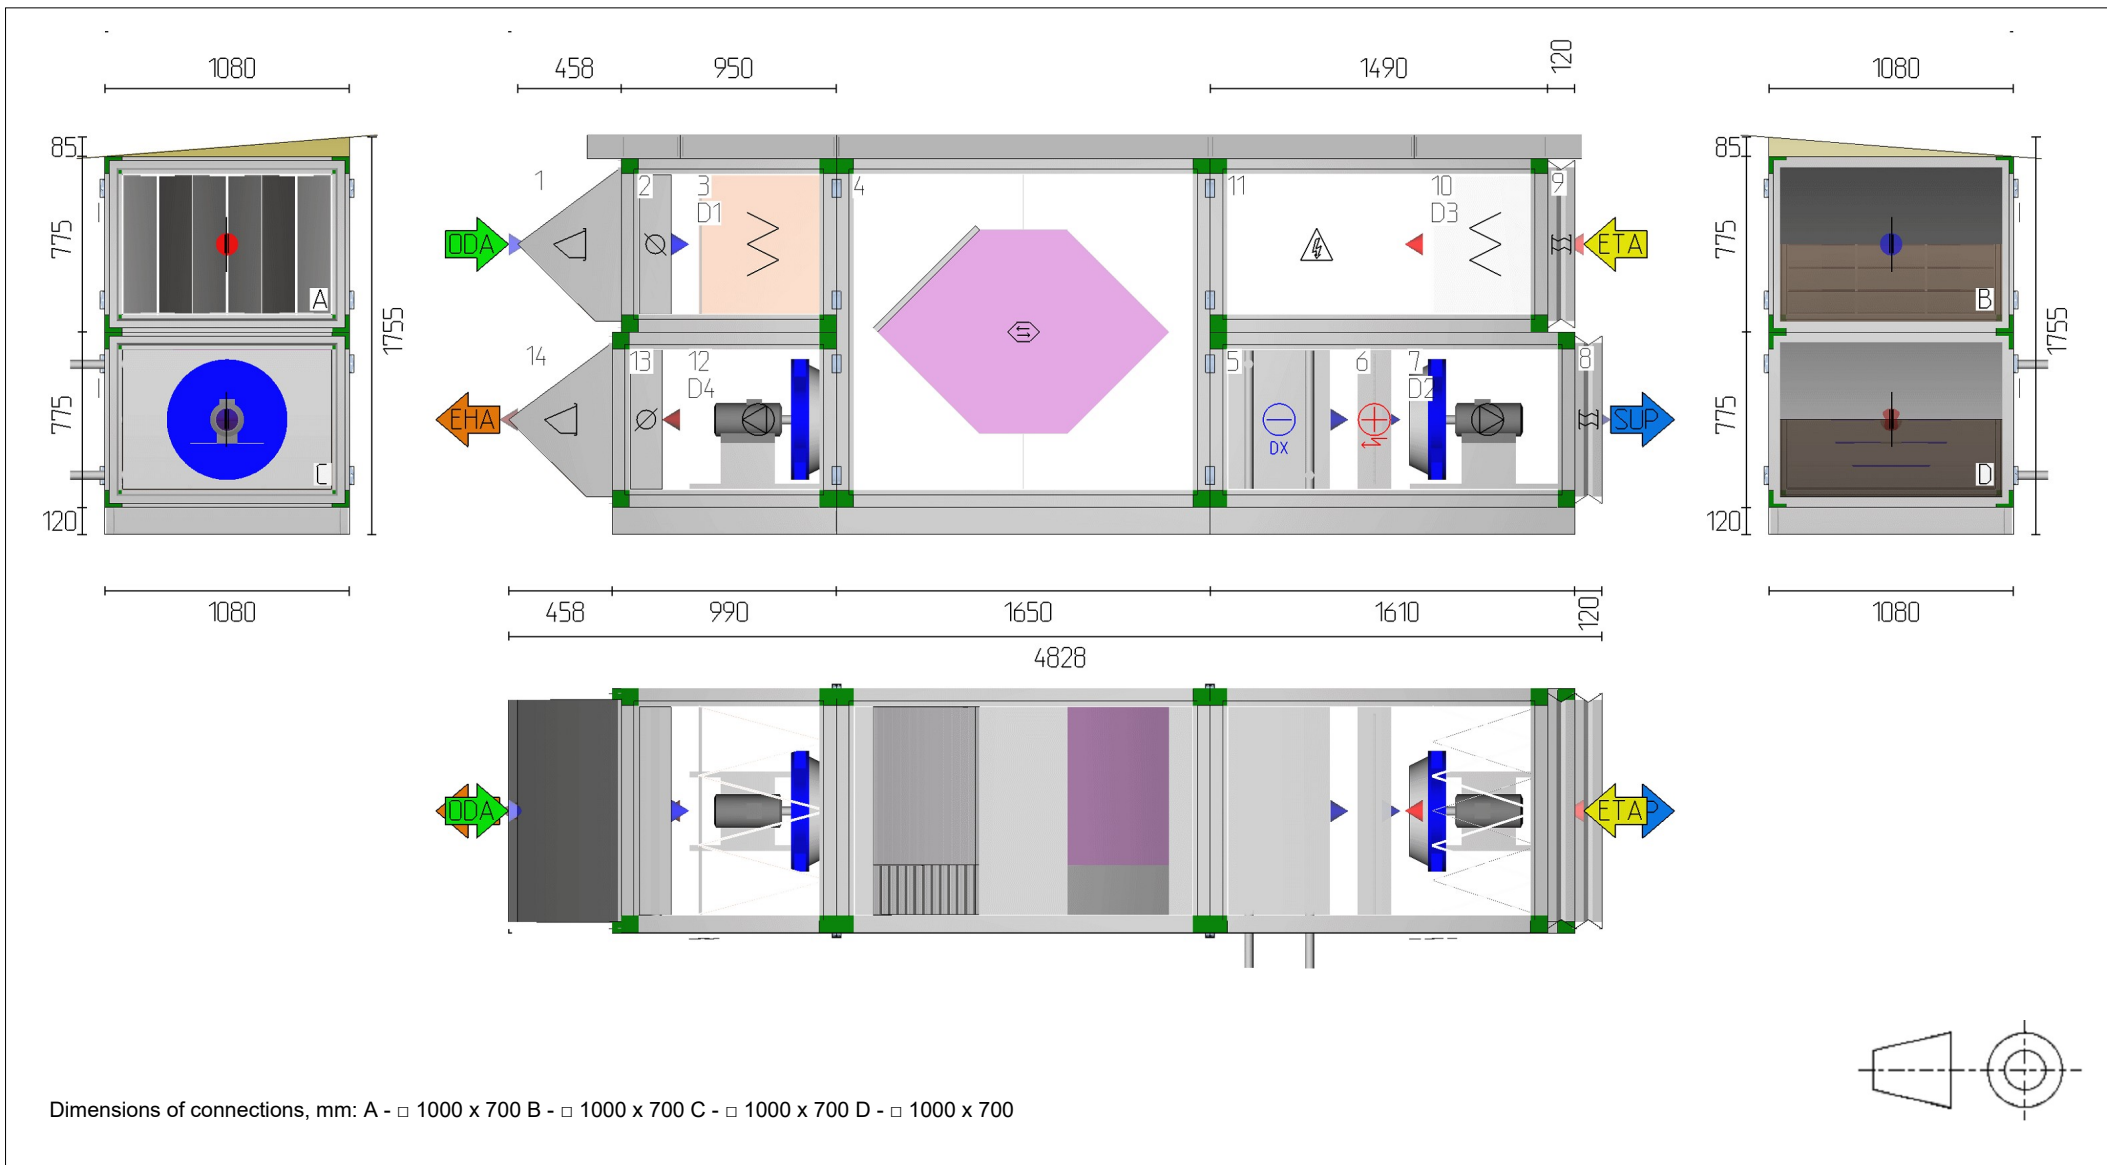 1080
458
950
1490
120
1080
85
775
775
120
1755
A
C
ODA
EHA
1
2
3
D1
4
11
10
D3
9
ETA
14
13
12
D4
5
DX
6
7
D2
8
SUP
85
775
775
120
1755
B
D
1080
458
990
1650
1610
120
1080
4828
ODA
ETA
P
Dimensions of connections, mm: A - □ 1000 x 700 B - □ 1000 x 700 C - □ 1000 x 700 D - □ 1000 x 700